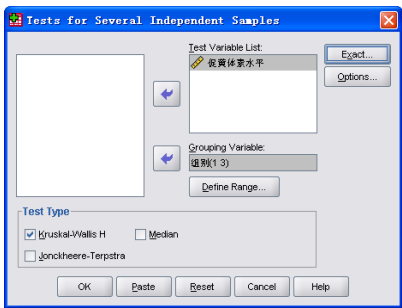 Tests for Several Independent Samples
Test Variable List:
促黄体素水平
Exact...
Options...
Grouping Variable:
组别(1 3)
Define Range...
Test Type
Kruskal-Wallis H
Median
Jonckheere-Terpstra
OK
Paste
Reset
Cancel
Help